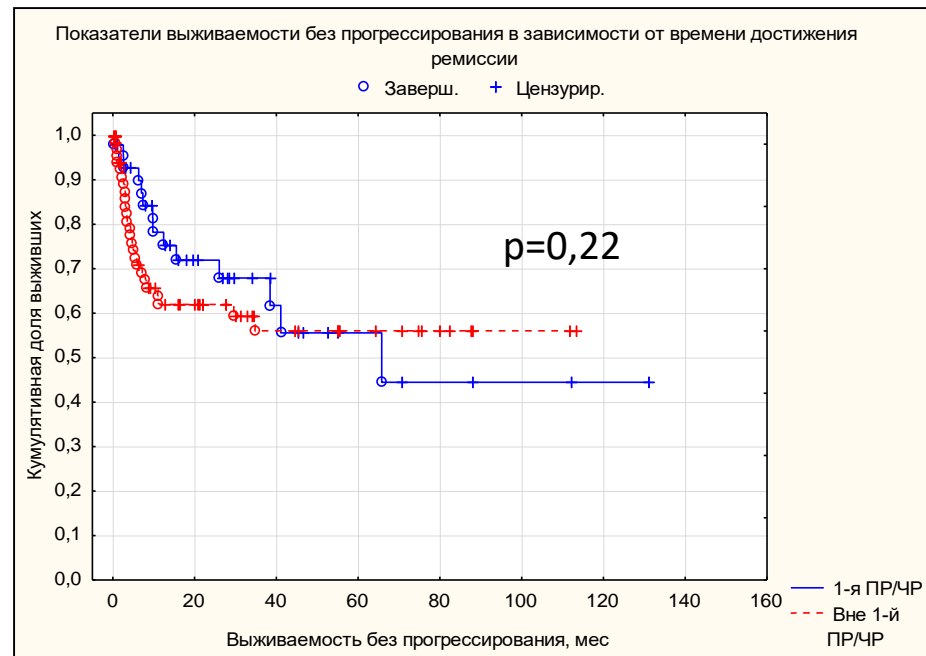 Показатели выживаемости без прогрессирования в зависимости от времени достижения
ремиссии
Заверш. Цензурир.
1,0
0,9
0,8
0,7
0,6
0,5
0,4
0,3
0,2
0,1
0,0
Кумулятивная доля выживших
p=0,22
0 20 40 60 80 100 120 140 160
Выживаемость без прогрессирования, мес
1-я ПР/ЧР
Вне 1-й
ПР/ЧР